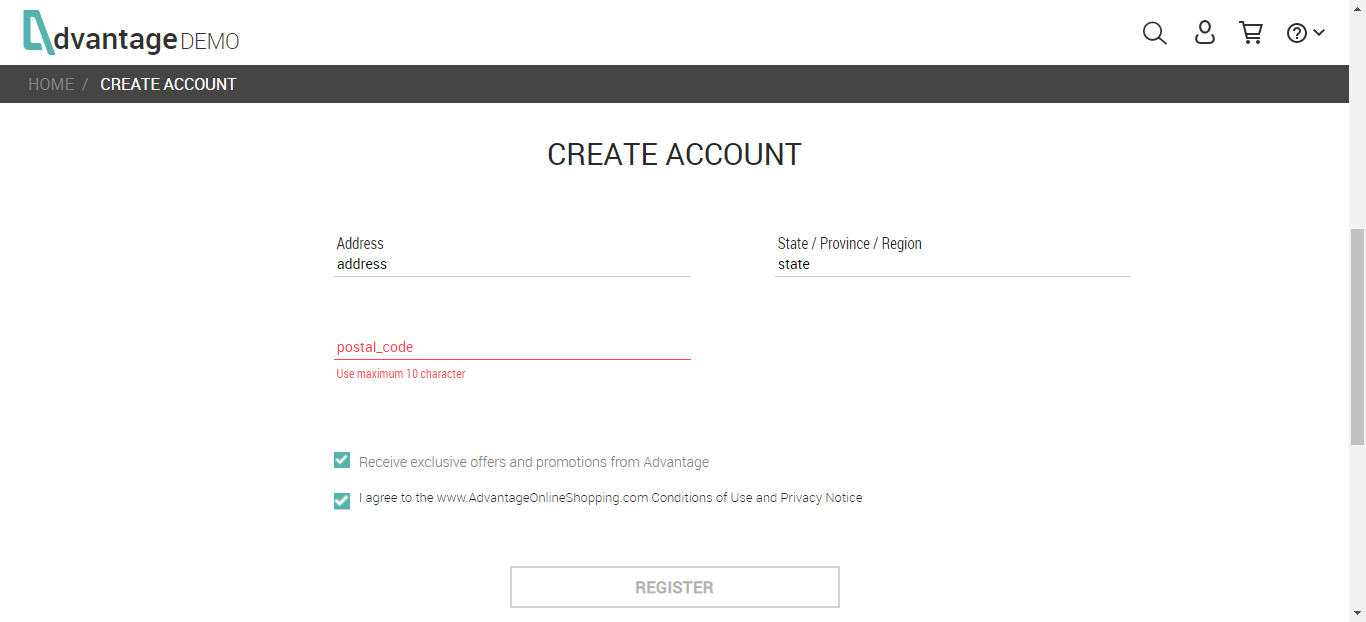 dvantage DEMO
HOME / CREATE ACCOUNT
CREATE ACCOUNT
Address
address
State / Province / Region
state
postal_code
Use maximum 10 character
Receive exclusive offers and promotions from Advantage
I agree to the www.AdvantageOnlineShopping.com Conditions of Use and Privacy Notice
REGISTER